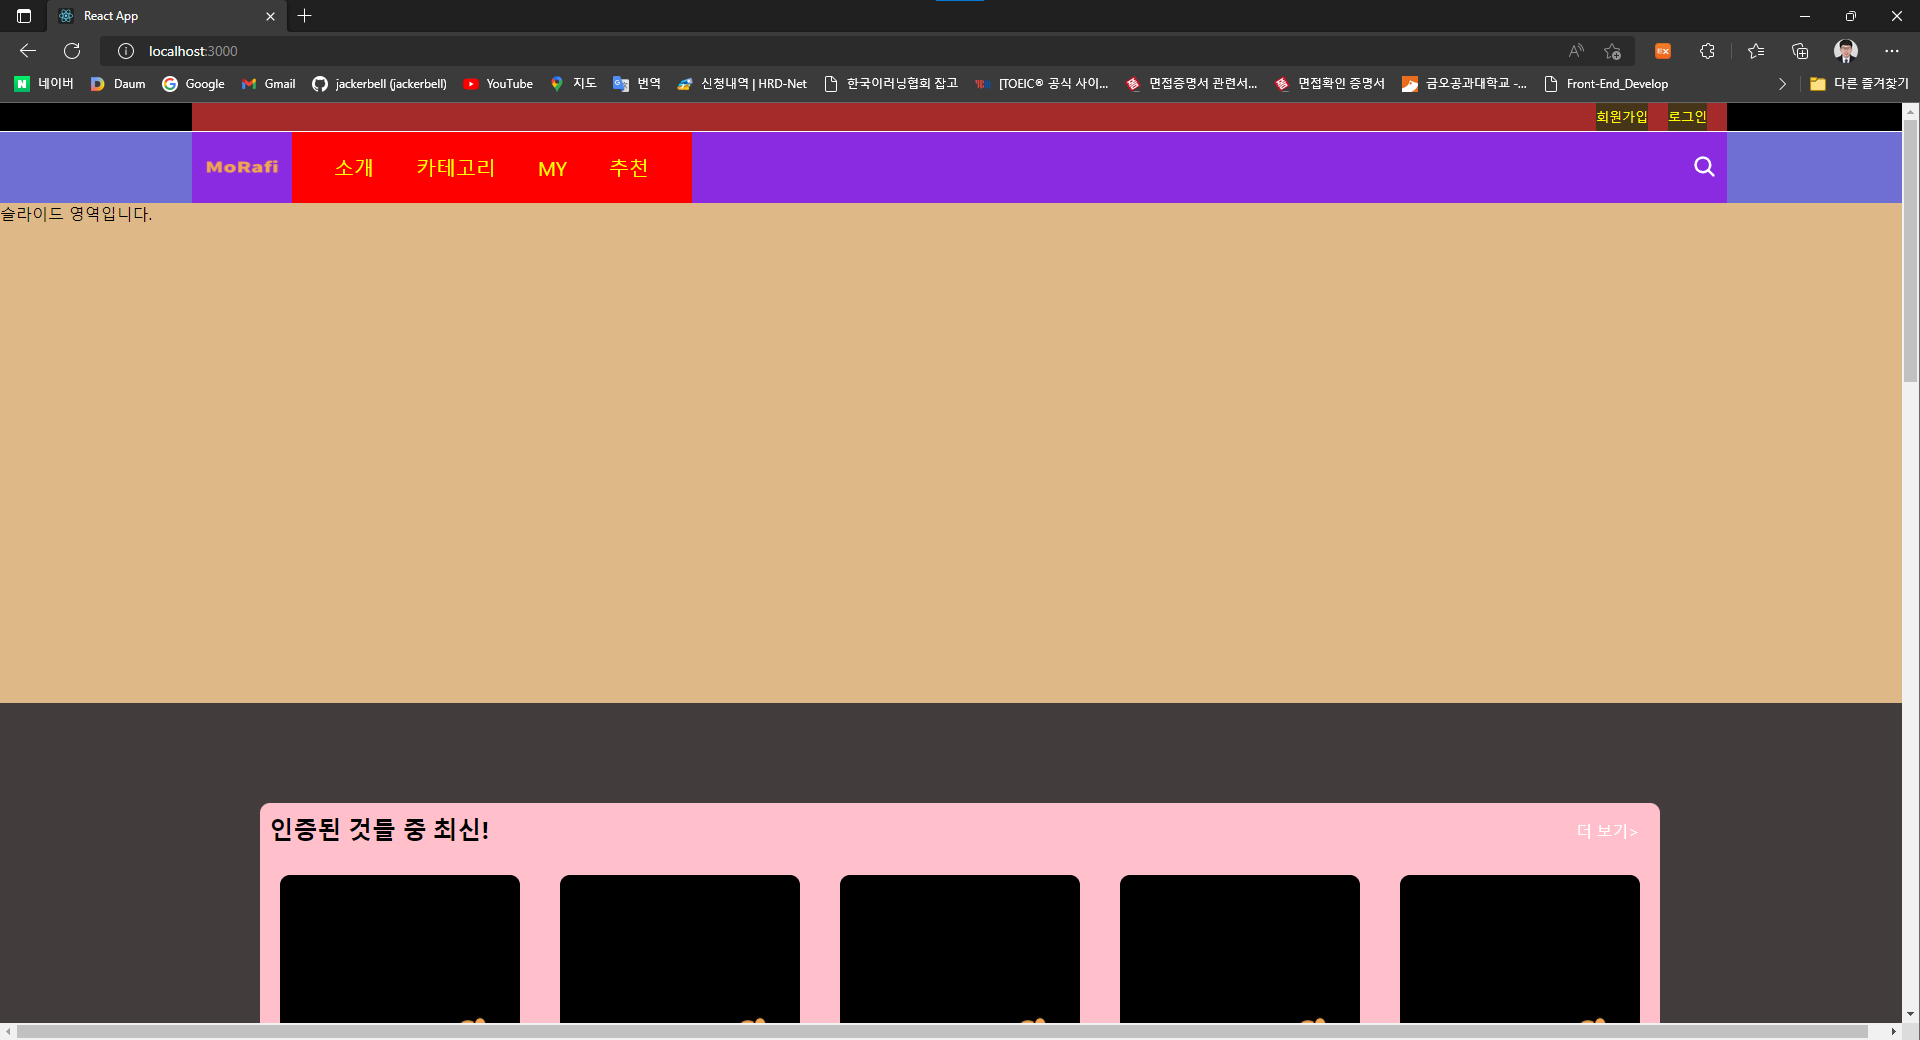 React App
localhost:3000
네이버 Daum Google Gmail jackerbell (jackerbell) YouTube 지도 번역 신청내역 | HRD-Net 한국이러닝협회 잡고 [TOEIC® 공식 사이... 면접증명서 관련서... 면접확인 증명서 금오공과대학교 -... Front-End_Develop 다른 즐겨찾기
회원가입 로그인
MoRafi 소개 카테고리 MY 추천
슬라이드 영역입니다.
인증된 것들 중 최신! 더 보기>